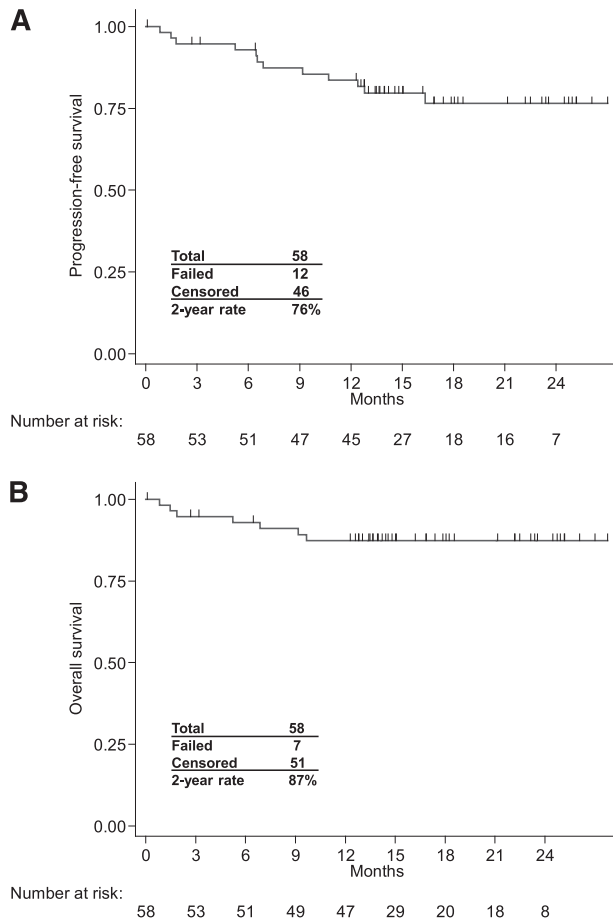 A
1.00
0.75
0.50
0.25
0.00
Progression-free survival
Total 58
Failed 12
Censored 46
2-year rate 76%
0 3 6 9 12 15 18 21 24
Months
Number at risk:
58 53 51 47 45 27 18 16 7
B
1.00
0.75
0.50
0.25
0.00
Overall survival
Total 58
Failed 7
Censored 51
2-year rate 87%
0 3 6 9 12 15 18 21 24
Months
Number at risk:
58 53 51 49 47 29 20 18 8